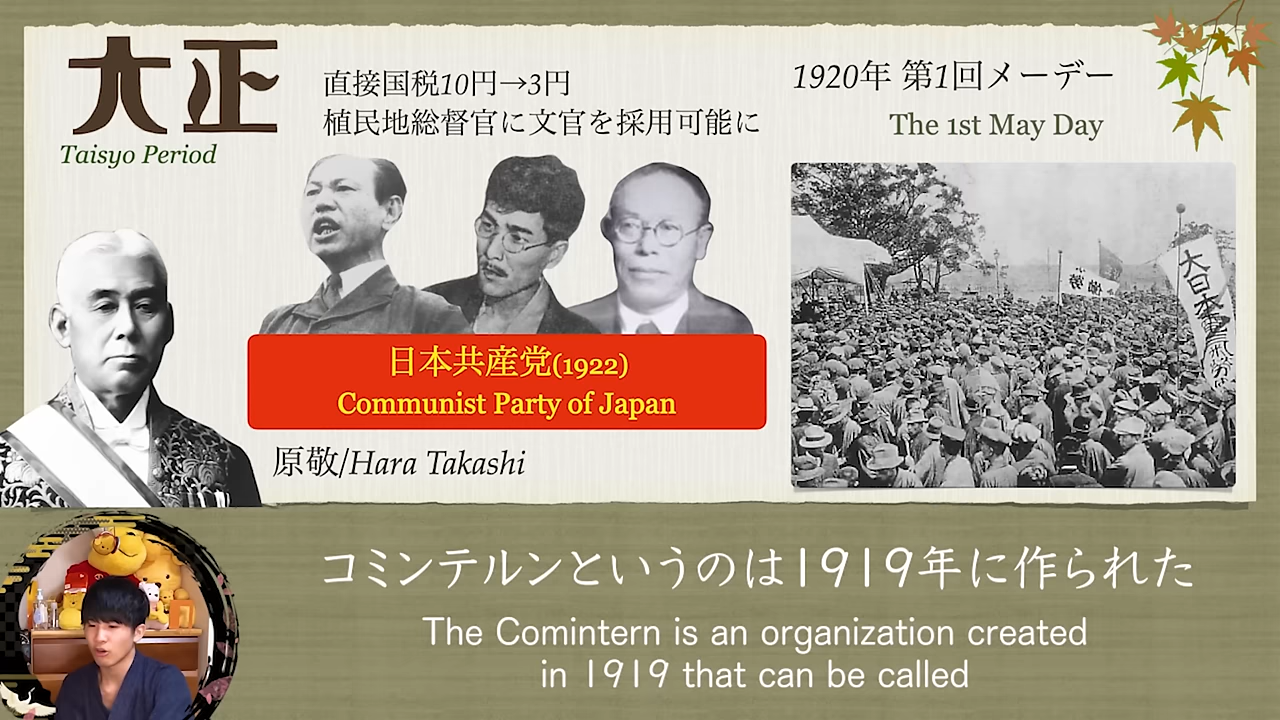 大正
Taisyo Period
直接国税10円→3円
植民地総督官に文官を採用可能に
1920年 第1回メーデー
The 1st May Day
日本共産党(1922)
Communist Party of Japan
原敬/Hara Takashi
コミンテルンというのは1919年に作られた
The Comintern is an organization created
in 1919 that can be called